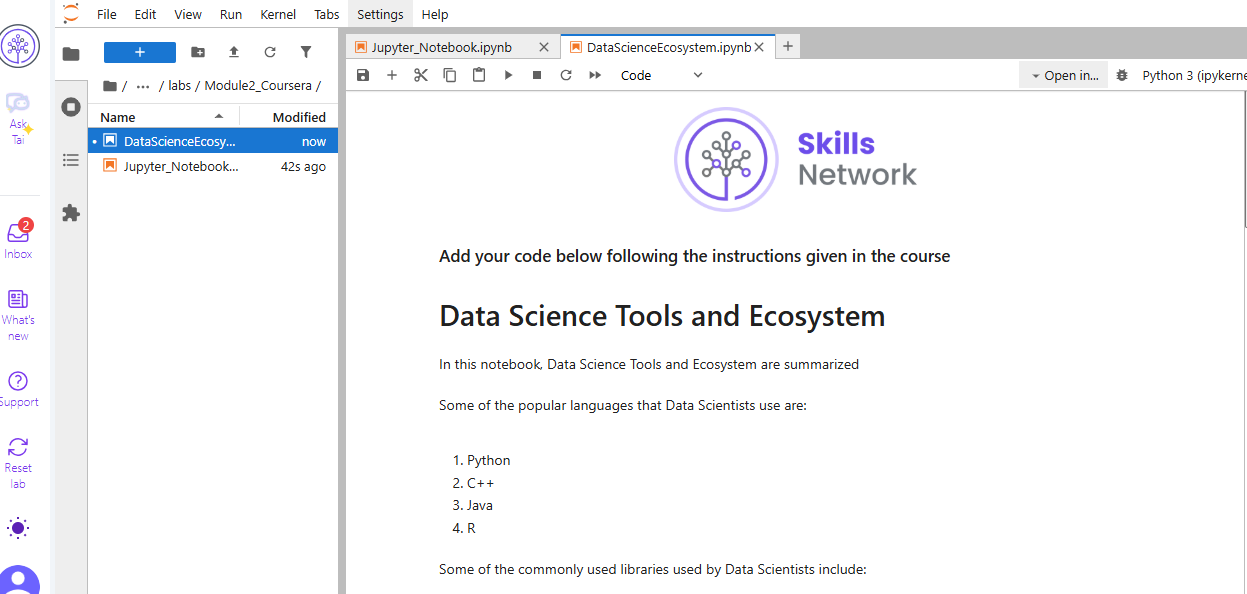 File Edit View Run Kernel Tabs Settings Help
Ask
Tai
2
Inbox
What's
new
Support
Reset
lab
+
/ ··· / labs / Module2_Coursera /
Name Modified
DataScienceEcosy... now
Jupyter_Notebook... 42s ago
Jupyter_Notebook.ipynb
DataScienceEcosystem.ipynb
+
Code
Open in...
Python 3 (ipykerne
Skills
Network
Add your code below following the instructions given in the course
Data Science Tools and Ecosystem
In this notebook, Data Science Tools and Ecosystem are summarized
Some of the popular languages that Data Scientists use are:
1. Python
2. C++
3. Java
4. R
Some of the commonly used libraries used by Data Scientists include: